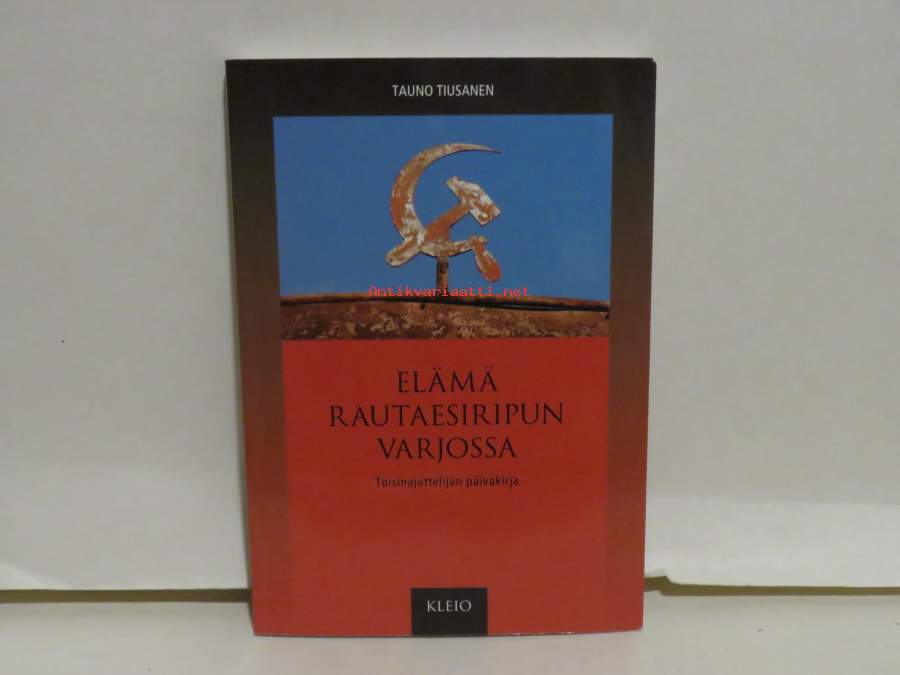 TAUNO TIUSANEN
Antikvariaatti.net
ELÄMÄ
RAUTAESIRIPUN
VARJOSSA
Toisinajattelijan päiväkirja
KLEIO